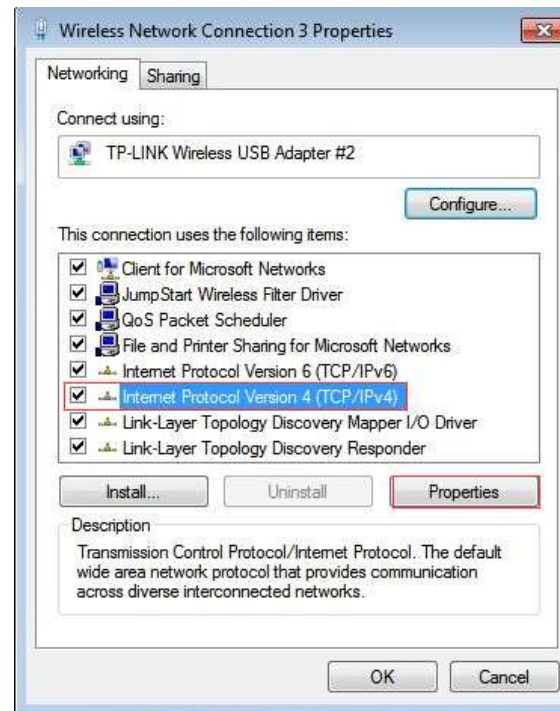 Wireless Network Connection 3 Properties
Networking
Sharing
Connect using:
TP-LINK Wireless USB Adapter #2
Configure...
This connection uses the following items:
Client for Microsoft Networks
JumpStart Wireless Filter Driver
QoS Packet Scheduler
File and Printer Sharing for Microsoft Networks
Internet Protocol Version 6 (TCP/IPv6)
Internet Protocol Version 4 (TCP/IPv4)
Link-Layer Topology Discovery Mapper I/O Driver
Link-Layer Topology Discovery Responder
Install...
Uninstall
Properties
Description
Transmission Control Protocol/Internet Protocol. The default
wide area network protocol that provides communication
across diverse interconnected networks.
OK
Cancel